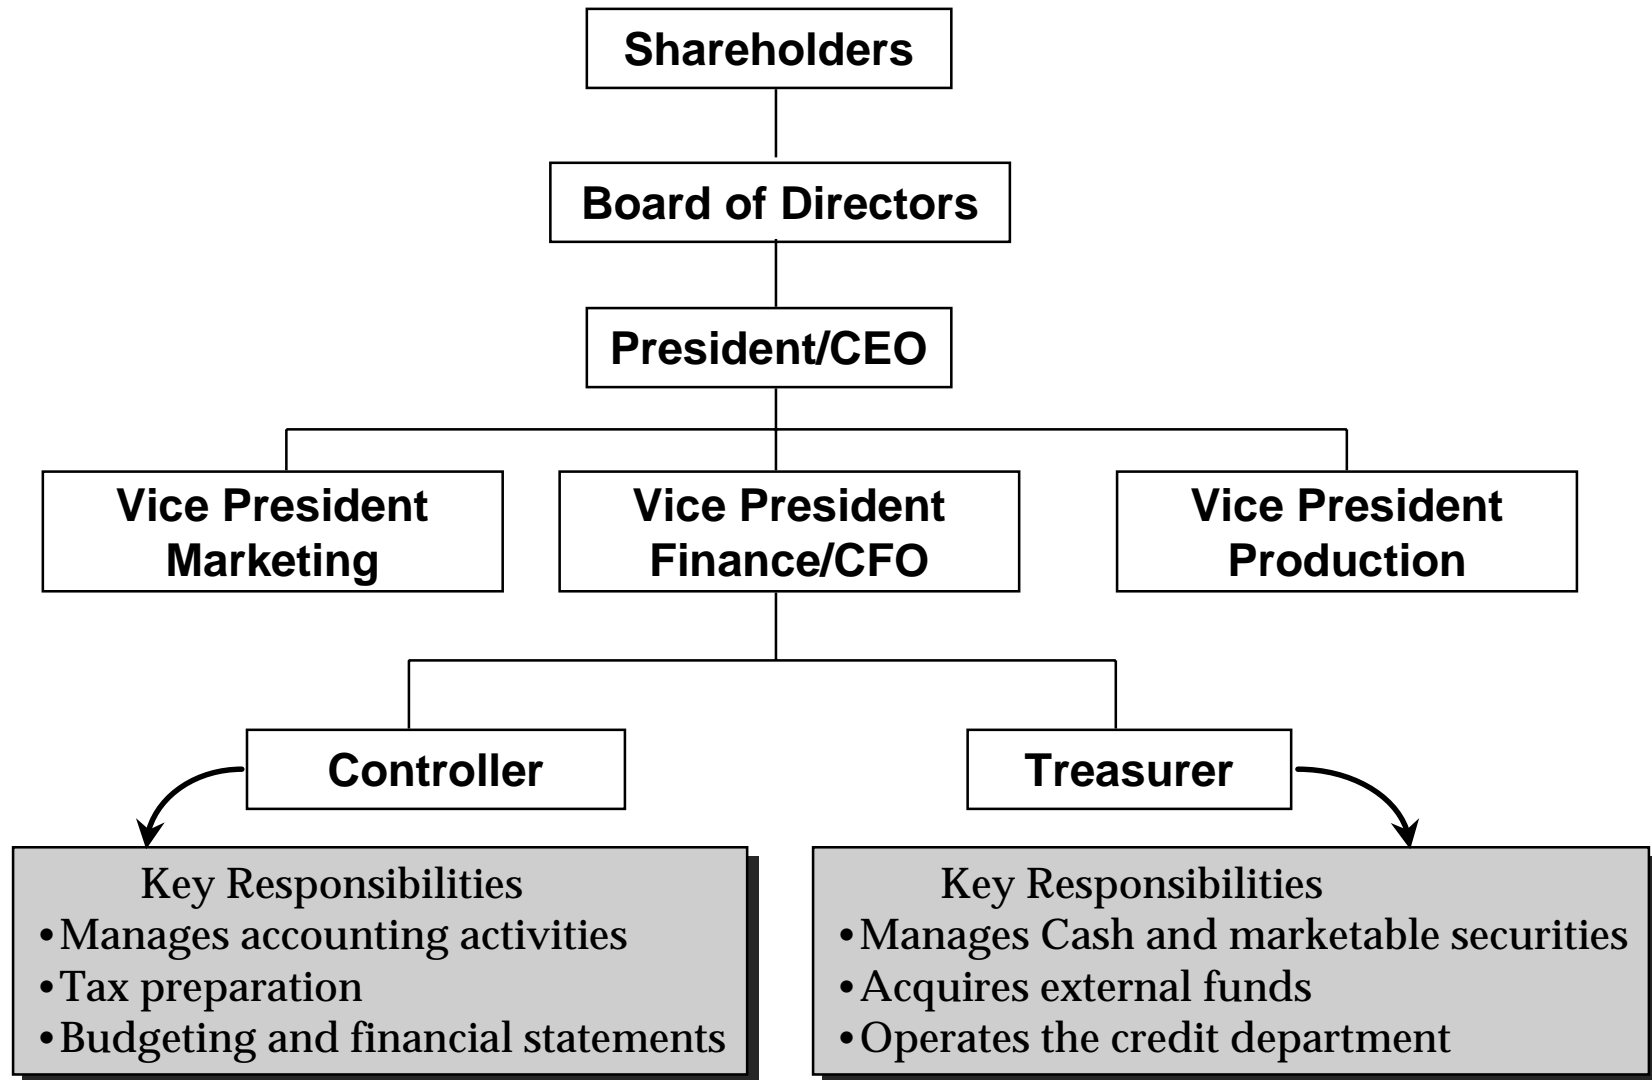 Shareholders
Board of Directors
President/CEO
Vice President
Marketing
Vice President
Finance/CFO
Vice President
Production
Controller
Treasurer
Key Responsibilities
•Manages accounting activities
•Tax preparation
•Budgeting and financial statements
Key Responsibilities
•Manages Cash and marketable securities
•Acquires external funds
•Operates the credit department